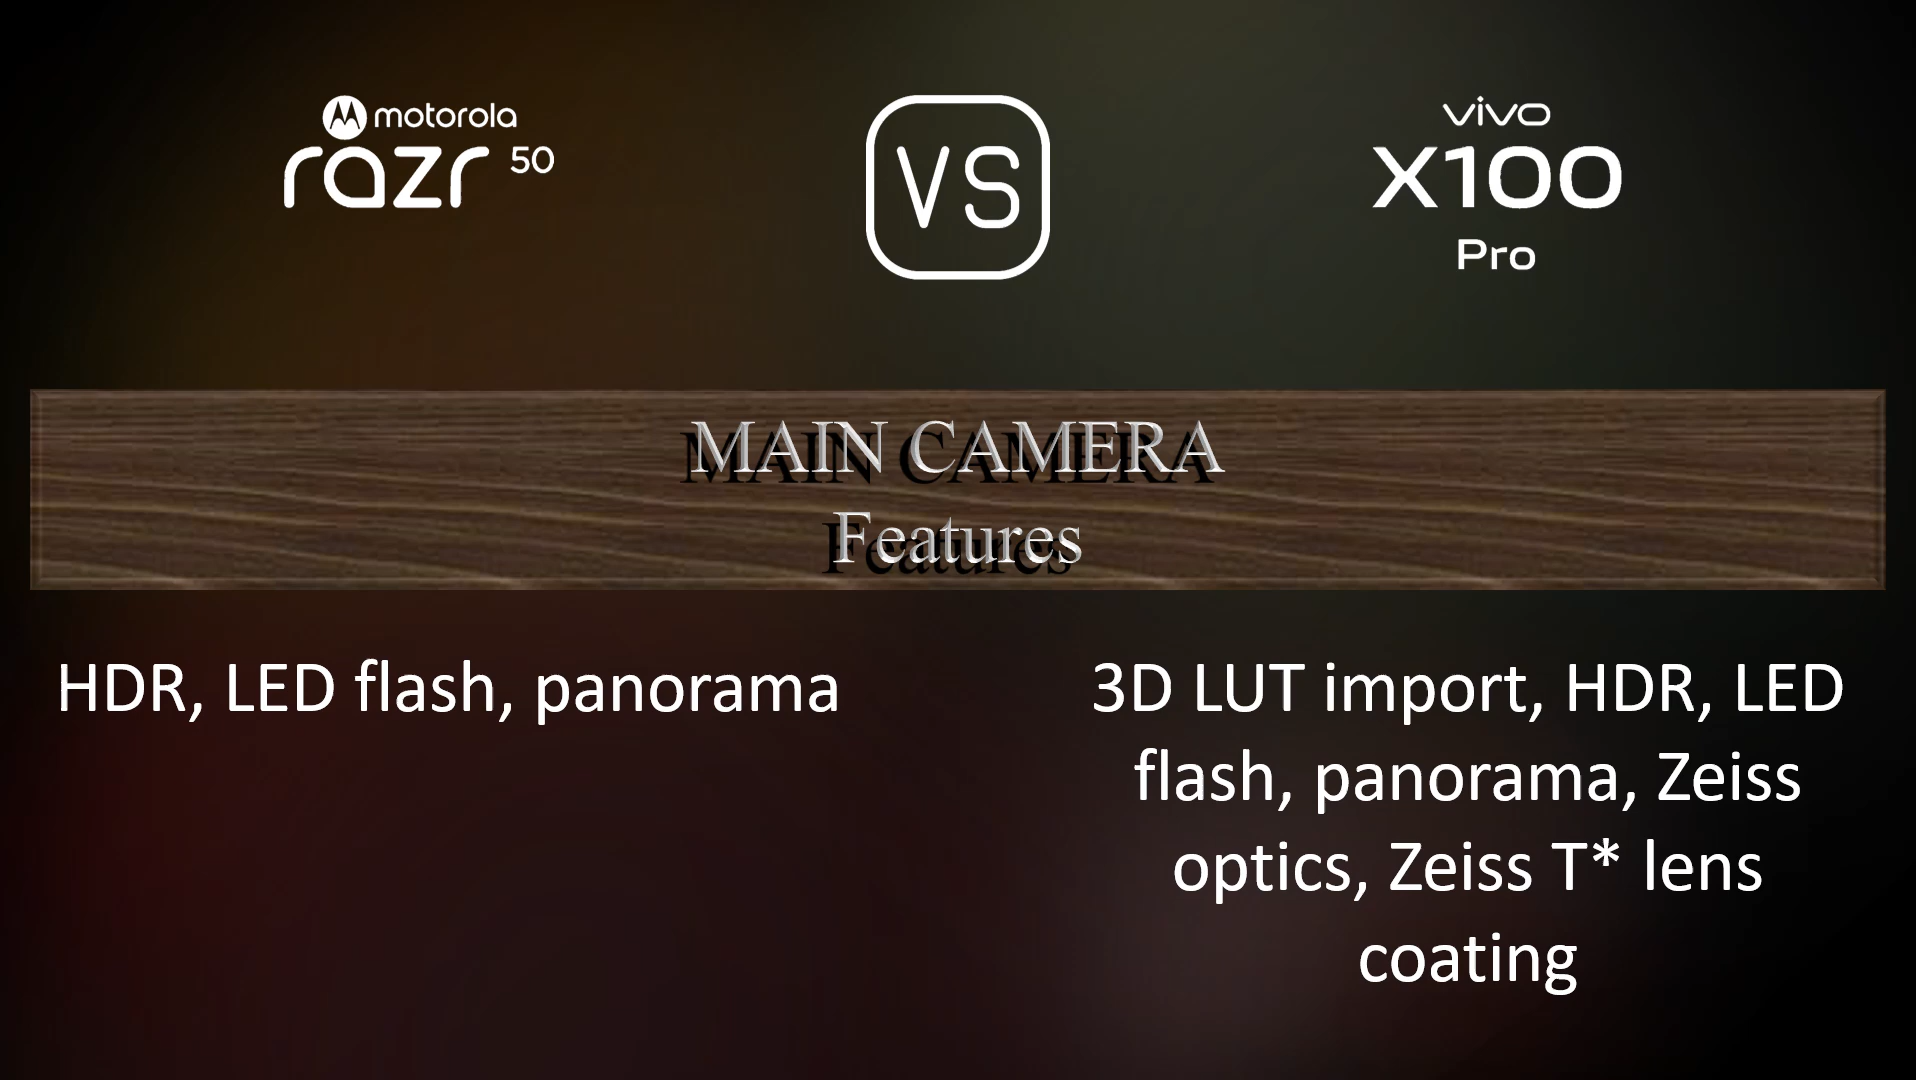 motorola
razr 50
VS
vivo
X100
Pro
MAIN CAMERA
Features
HDR, LED flash, panorama
3D LUT import, HDR, LED
flash, panorama, Zeiss
optics, Zeiss T* lens
coating